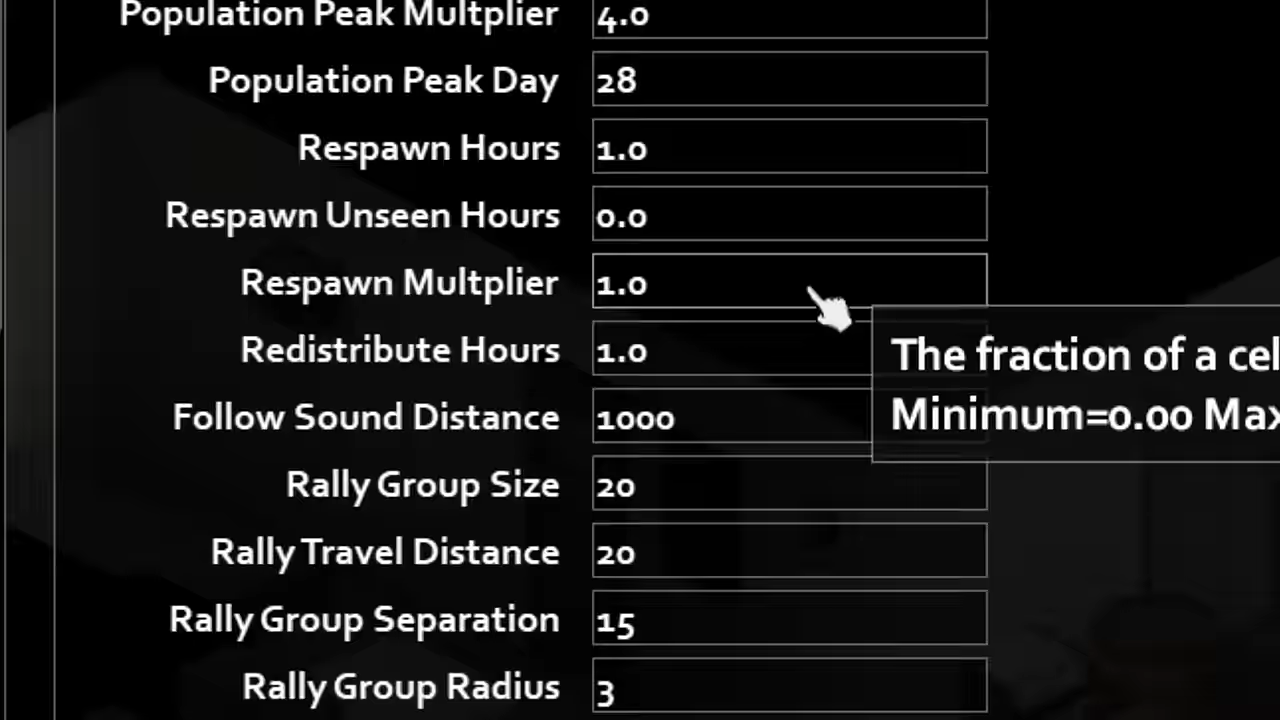 Population Peak Multplier 4.0
Population Peak Day 28
Respawn Hours 1.0
Respawn Unseen Hours 0.0
Respawn Multplier 1.0
Redistribute Hours 1.0
The fraction of a cel
Follow Sound Distance 1000
Minimum=0.00 Max
Rally Group Size 20
Rally Travel Distance 20
Rally Group Separation 15
Rally Group Radius 3